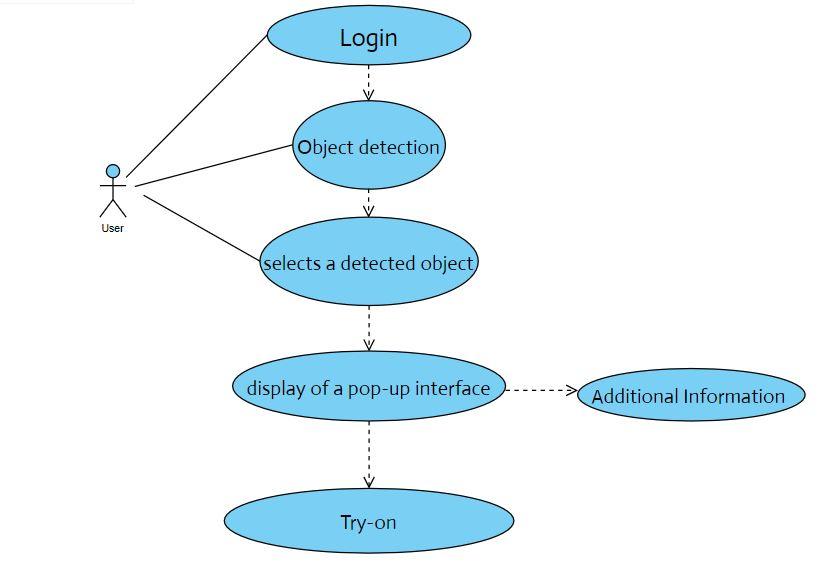 Login
Object detection
User
selects a detected object
display of a pop-up interface
Additional Information
Try-on